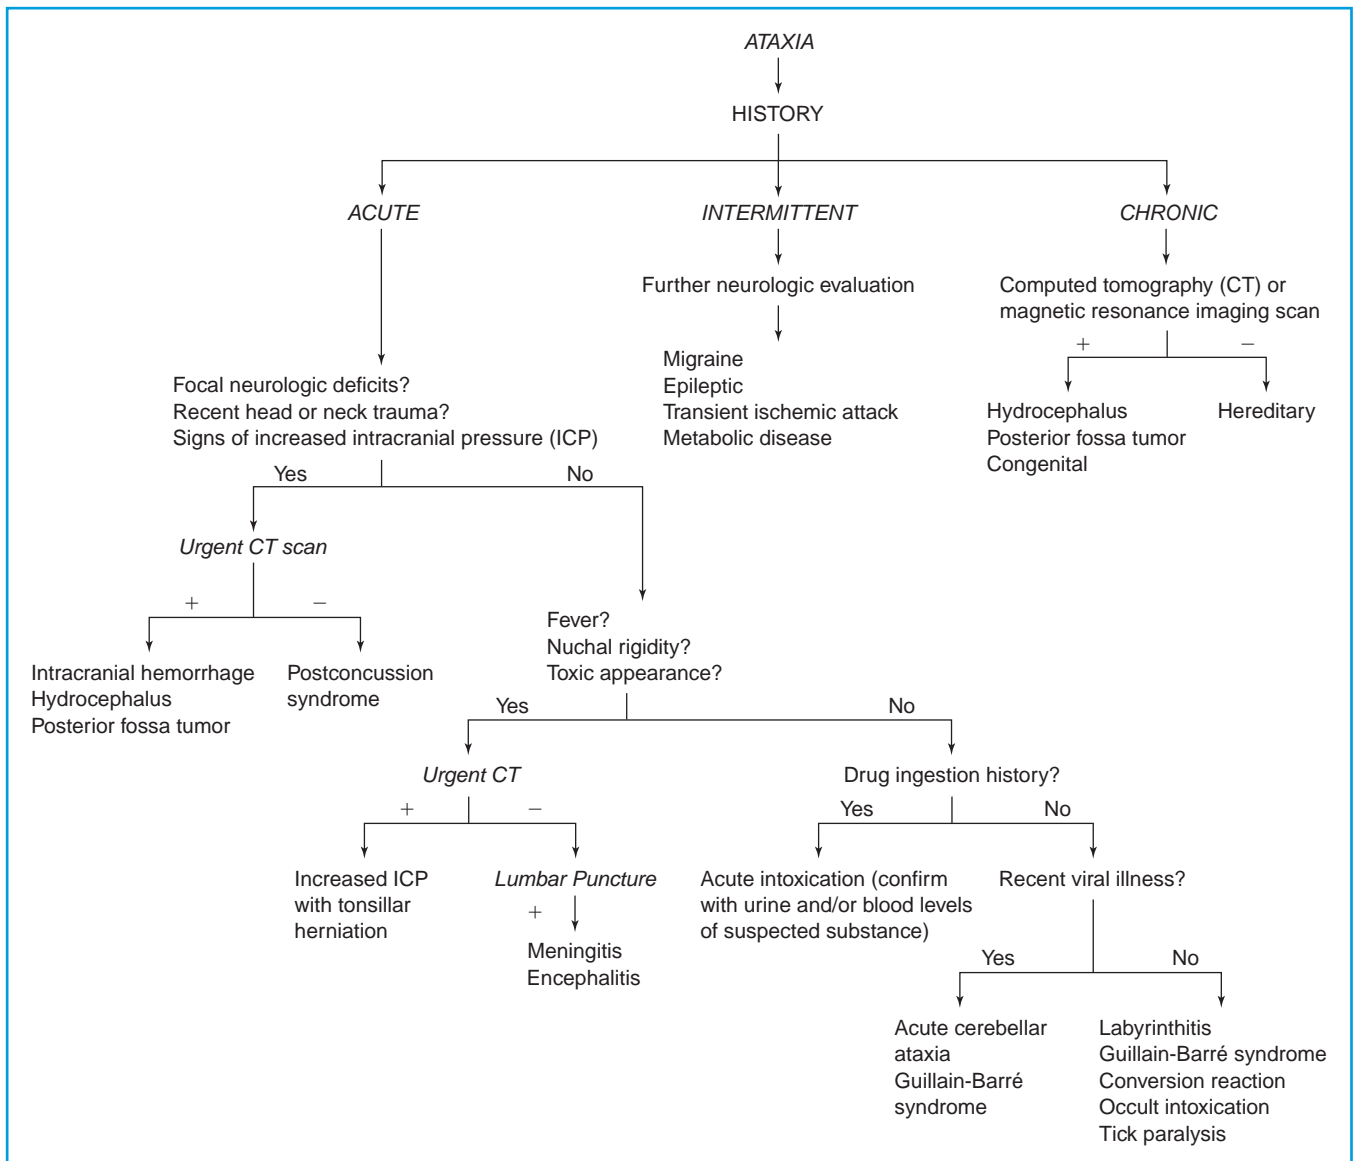 ATAXIA
HISTORY
ACUTE
INTERMITTENT
CHRONIC
Further neurologic evaluation
Computed tomography (CT) or
magnetic resonance imaging scan
+
−
Migraine
Epileptic
Transient ischemic attack
Metabolic disease
Hydrocephalus
Posterior fossa tumor
Congenital
Hereditary
Focal neurologic deficits?
Recent head or neck trauma?
Signs of increased intracranial pressure (ICP)
Yes
No
Urgent CT scan
+
−
Intracranial hemorrhage
Hydrocephalus
Posterior fossa tumor
Postconcussion
syndrome
Fever?
Nuchal rigidity?
Toxic appearance?
Yes
No
Urgent CT
+
−
Increased ICP
with tonsillar
herniation
Lumbar Puncture
+
Meningitis
Encephalitis
Drug ingestion history?
Yes
No
Acute intoxication (confirm
with urine and/or blood levels
of suspected substance)
Recent viral illness?
Yes
No
Acute cerebellar
ataxia
Guillain-Barré
syndrome
Labyrinthitis
Guillain-Barré syndrome
Conversion reaction
Occult intoxication
Tick paralysis